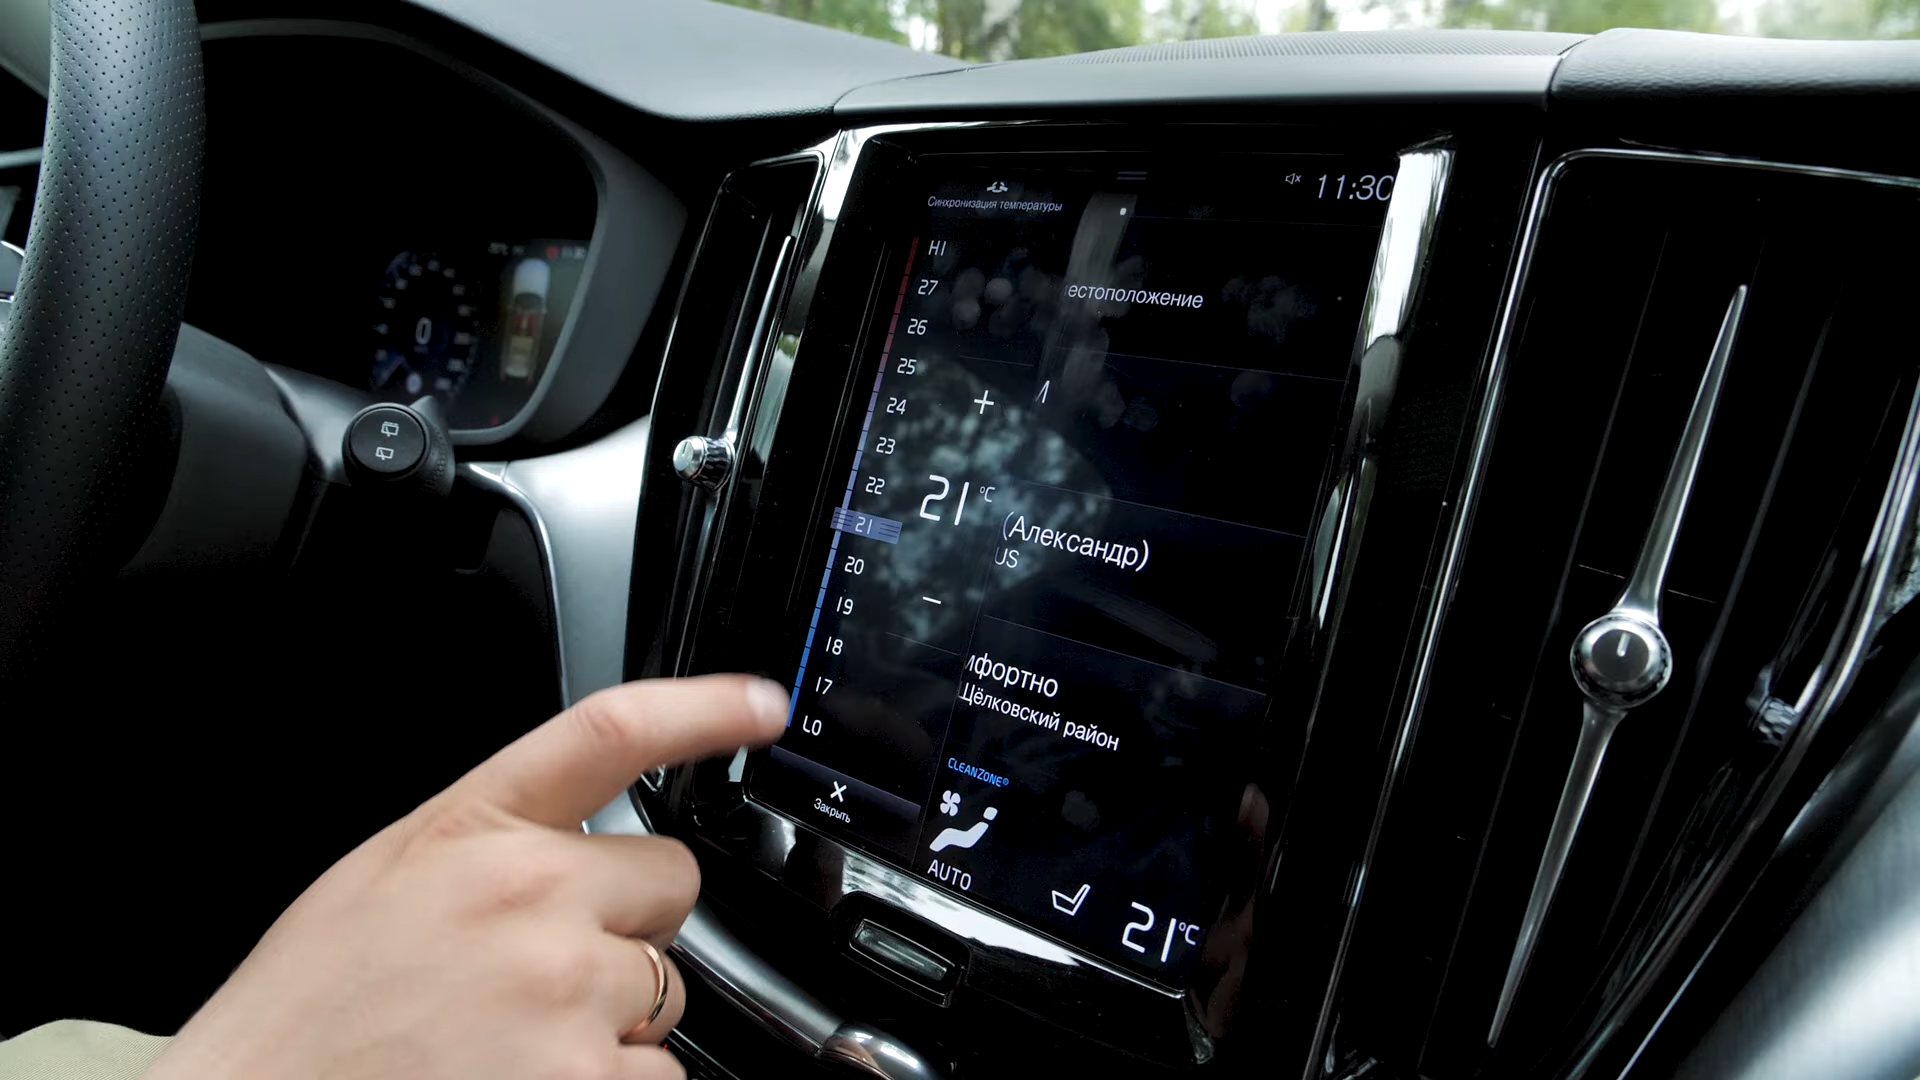 Синхронизация температуры
11:30
HI
27
26
25
24
23
22
21
20
19
18
17
LO
+
21 °C
−
естоположение
(Александр)
US
мфортно
Щёлковский район
CLEANZONE®
AUTO
21°C
Закрыть
0